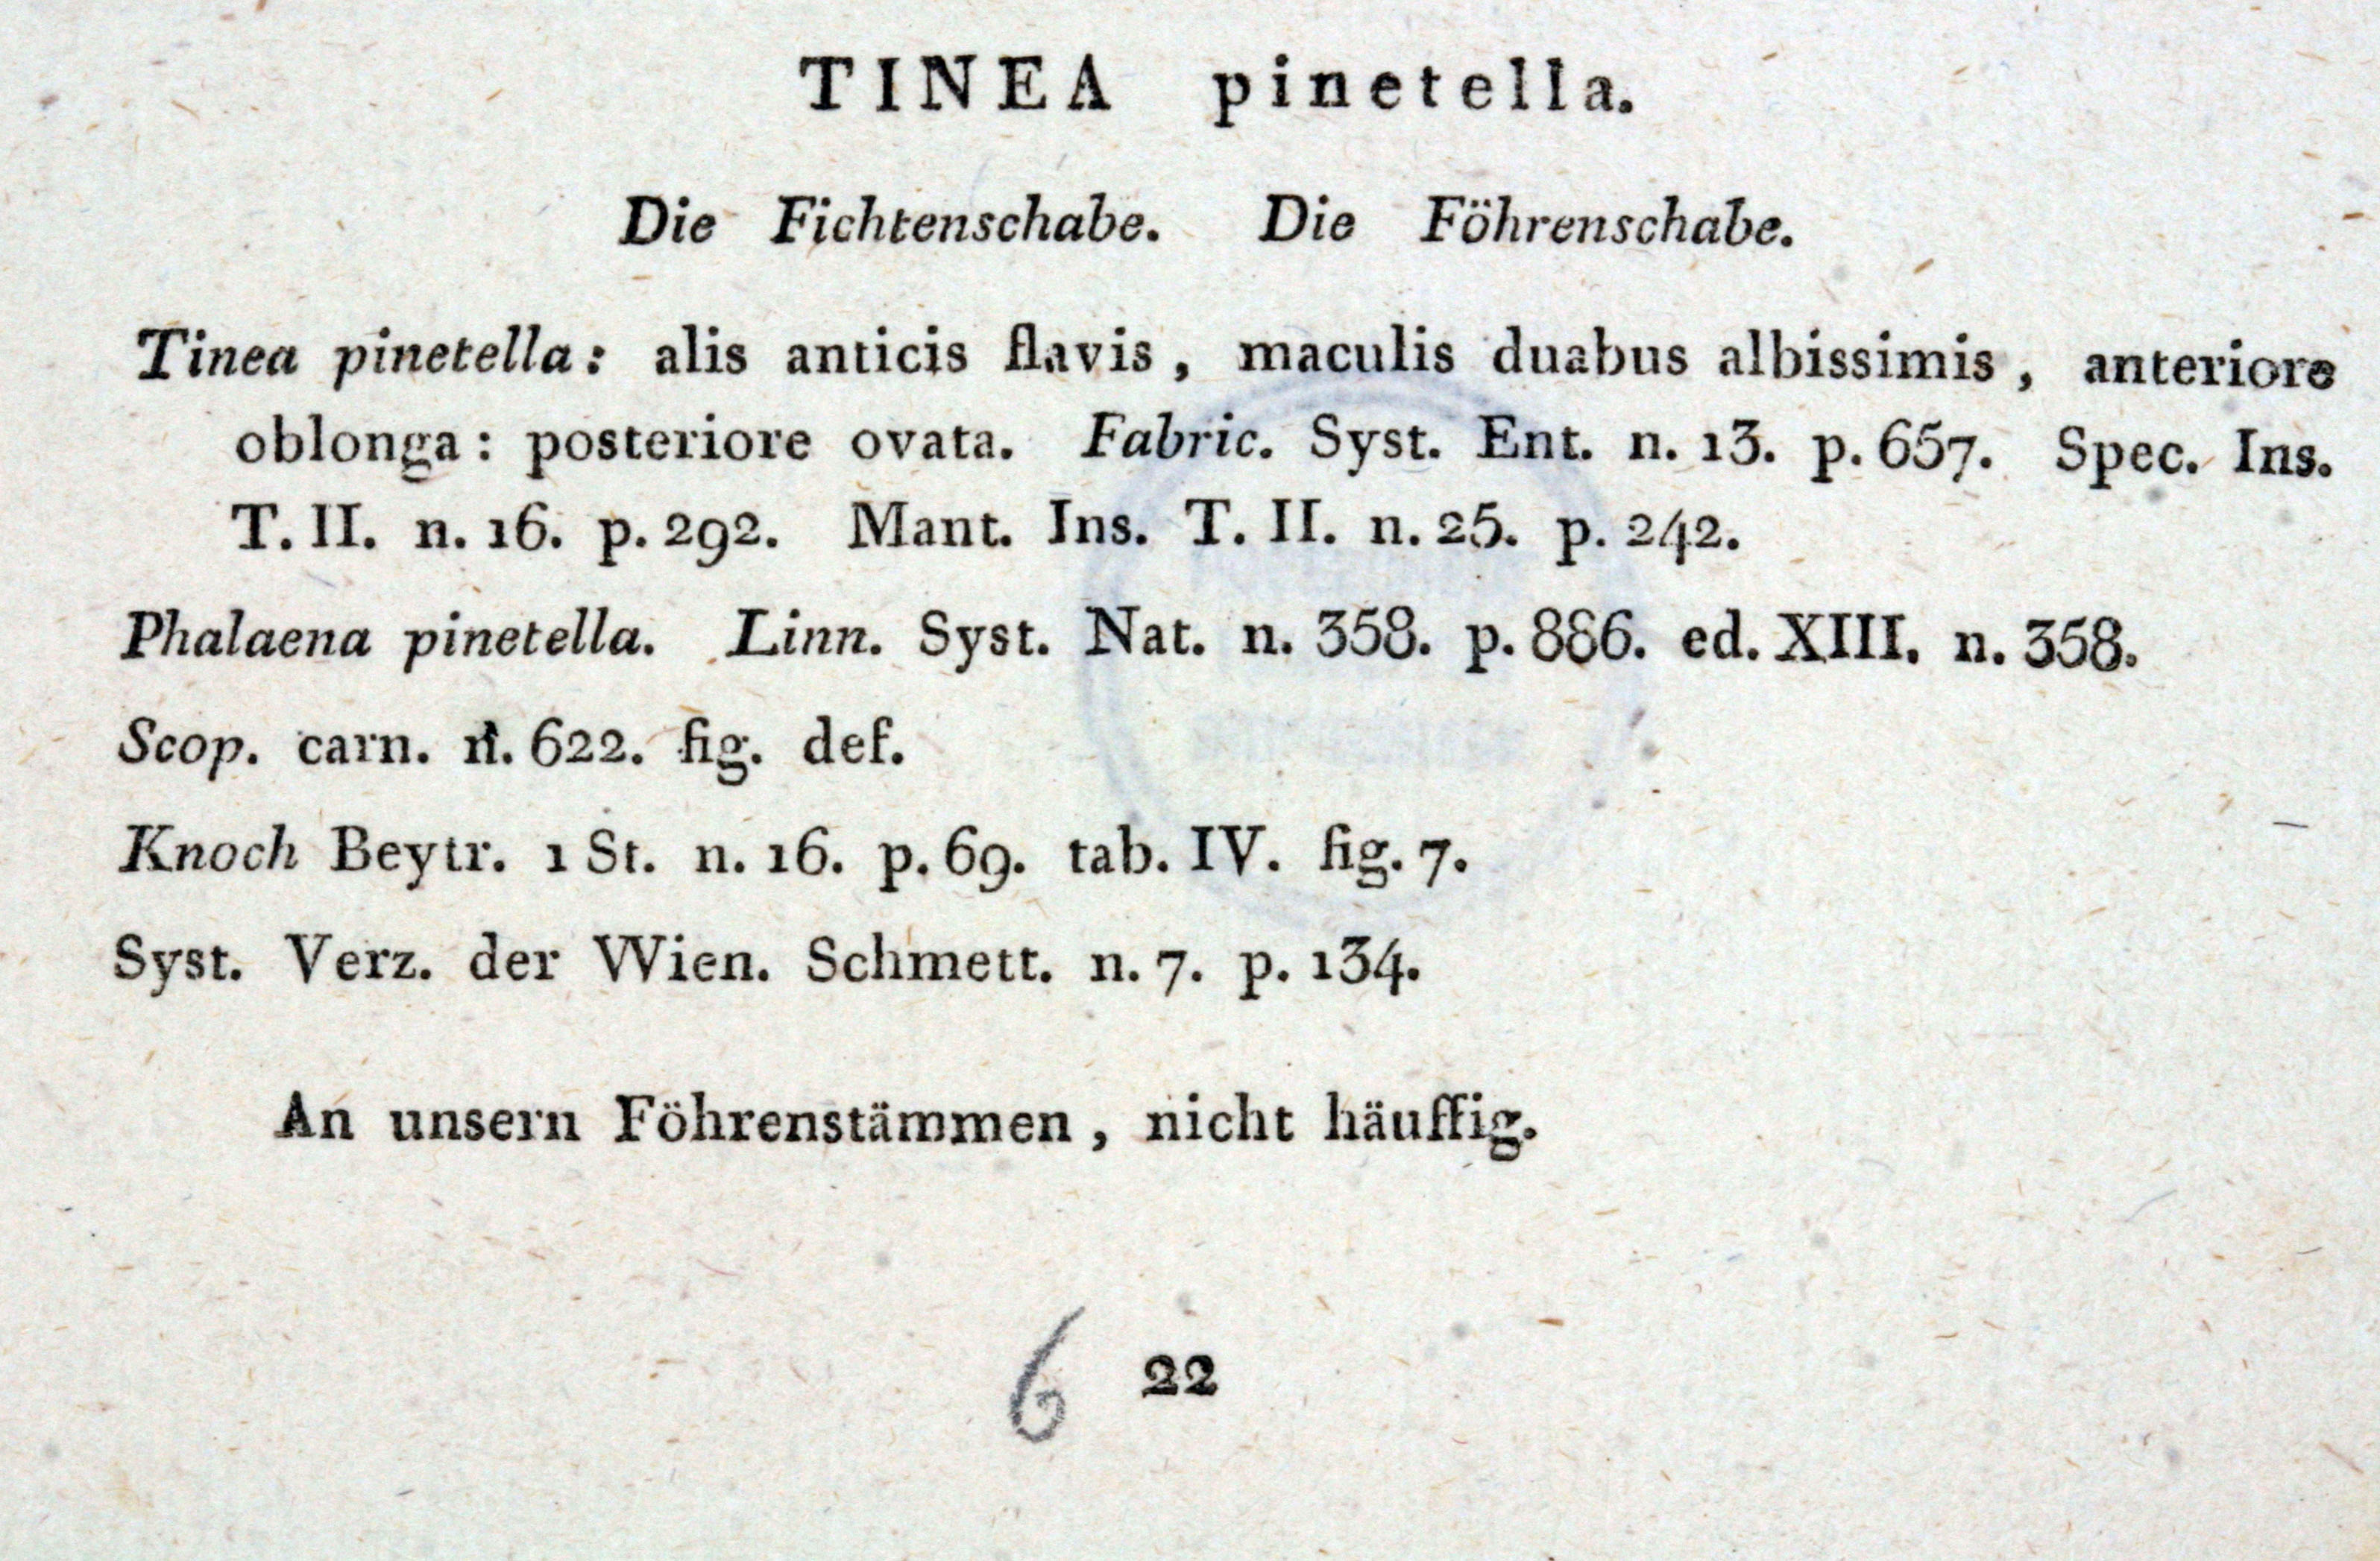 TINEA pinetella.
Die Fichtenschabe. Die Föhrenschabe.
Tinea pinetella: alis anticis flavis, maculis duabus albissimis, anteriore
oblonga: posteriore ovata. Fabric. Syst. Ent. n. 13. p. 657. Spec. Ins.
T. II. n. 16. p. 292. Mant. Ins. T. II. n. 25. p. 242.
Phalaena pinetella. Linn. Syst. Nat. n. 358. p. 886. ed. XIII. n. 358.
Scop. carn. n. 622. fig. def.
Knoch Beytr. 1 St. n. 16. p. 69. tab. IV. fig. 7.
Syst. Verz. der Wien. Schmett. n. 7. p. 134.
An unsern Föhrenstämmen, nicht häuffig.
6 22